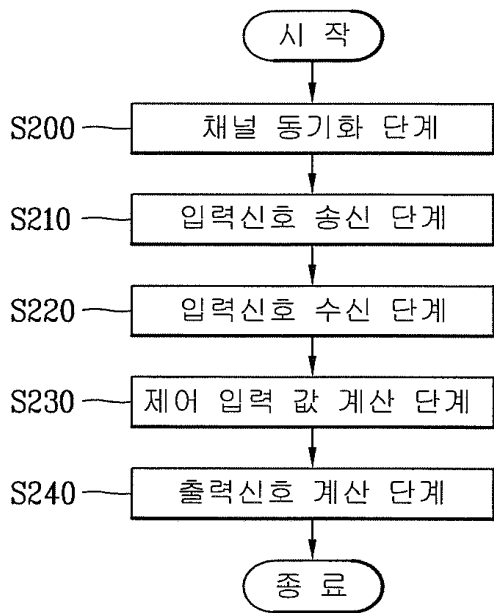 시 작
S200 채널 동기화 단계
S210 입력신호 송신 단계
S220 입력신호 수신 단계
S230 제어 입력 값 계산 단계
S240 출력신호 계산 단계
종 료